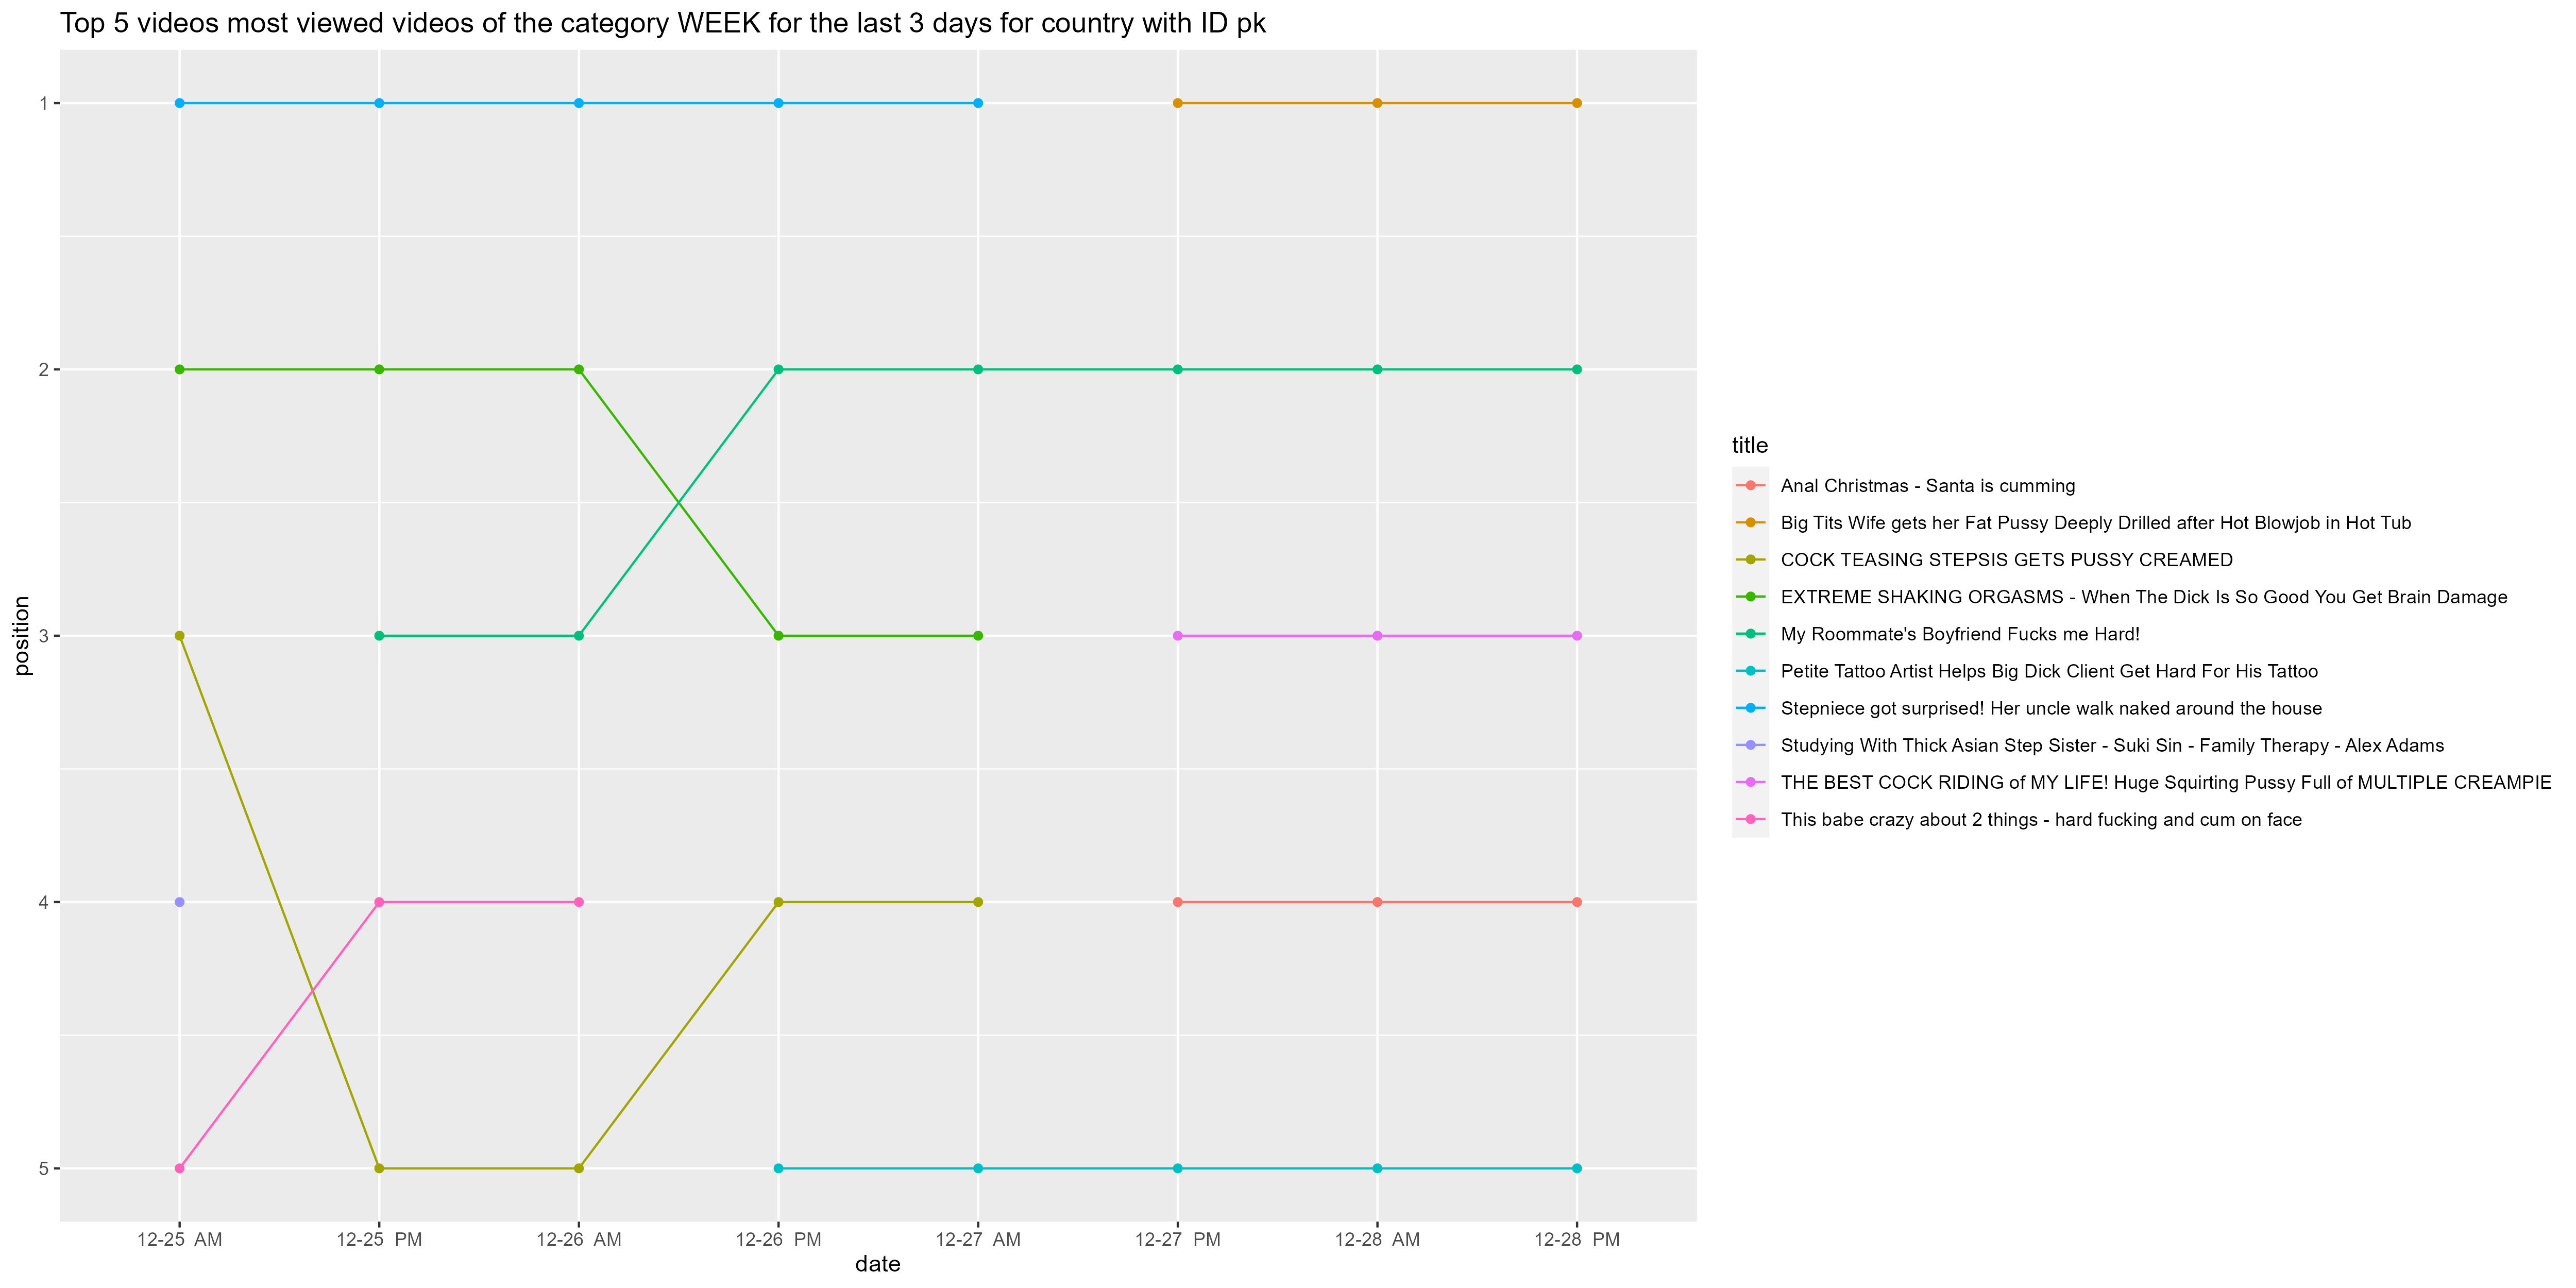 Top 5 videos most viewed videos of the category WEEK for the last 3 days for country with ID pk
position
1
2
3
4
5
12-25 AM
12-25 PM
12-26 AM
12-26 PM
12-27 AM
12-27 PM
12-28 AM
12-28 PM
date
title
Anal Christmas - Santa is cumming
Big Tits Wife gets her Fat Pussy Deeply Drilled after Hot Blowjob in Hot Tub
COCK TEASING STEPSIS GETS PUSSY CREAMED
EXTREME SHAKING ORGASMS - When The Dick Is So Good You Get Brain Damage
My Roommate's Boyfriend Fucks me Hard!
Petite Tattoo Artist Helps Big Dick Client Get Hard For His Tattoo
Stepniece got surprised! Her uncle walk naked around the house
Studying With Thick Asian Step Sister - Suki Sin - Family Therapy - Alex Adams
THE BEST COCK RIDING of MY LIFE! Huge Squirting Pussy Full of MULTIPLE CREAMPIE
This babe crazy about 2 things - hard fucking and cum on face